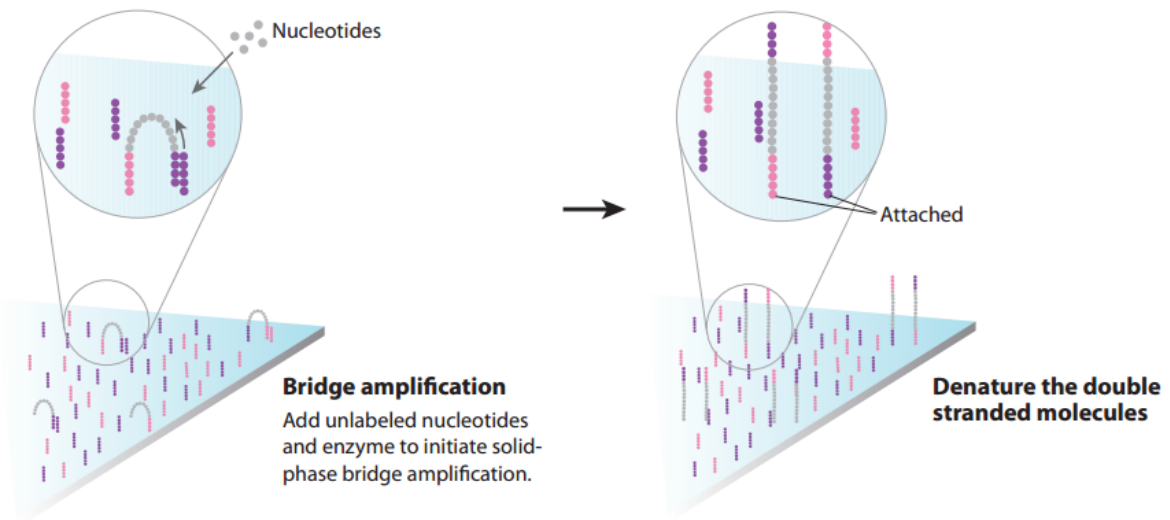 Nucleotides
Attached
Bridge amplification
Add unlabeled nucleotides
and enzyme to initiate solid-
phase bridge amplification.
Denature the double
stranded molecules